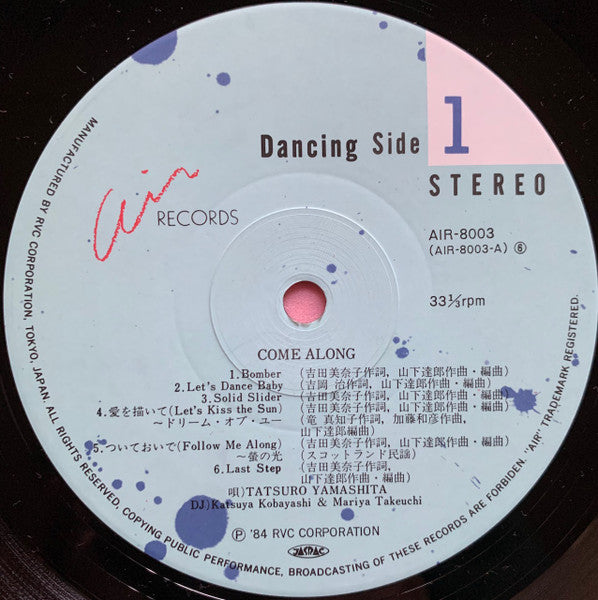 Dancing Side 1
STEREO
Air RECORDS
AIR-8003
(AIR-8003-A) ⑥
33⅓rpm
COME ALONG
1.Bomber (吉田美奈子作詞, 山下達郎作曲・編曲)
2.Let's Dance Baby (吉岡 治作詞, 山下達郎作曲・編曲)
3.Solid Slider (吉田美奈子作詞, 山下達郎作曲・編曲)
4.愛を描いて(Let's Kiss the Sun) (吉田美奈子作詞, 山下達郎作曲・編曲)
〜ドリーム・オブ・ユー (竜 真知子作詞, 加藤和彦作曲,
山下達郎編曲)
5.ついておいで(Follow Me Along) (吉田美奈子作詞, 山下達郎作曲・編曲)
〜螢の光 (スコットランド民謡)
6.Last Step (吉田美奈子作詞,
山下達郎作曲・編曲)
唄)TATSURO YAMASHITA
DJ)Katsuya Kobayashi & Mariya Takeuchi
Ⓟ '84 RVC CORPORATION
JASRAC
MANUFACTURED BY RVC CORPORATION, TOKYO, JAPAN. ALL RIGHTS RESERVED. COPYING PUBLIC PERFORMANCE, BROADCASTING OF THESE RECORDS ARE FORBIDDEN. "AIR" TRADEMARK REGISTERED.